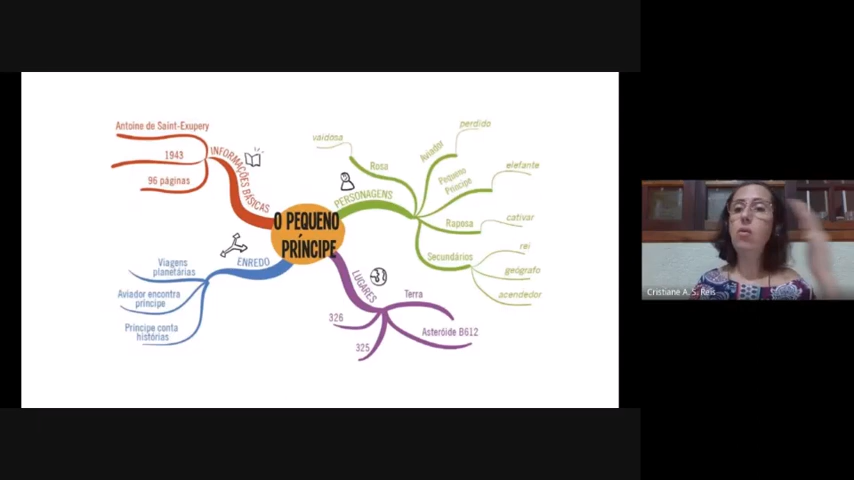 Antoine de Saint-Exupery
1943
96 páginas
INFORMAÇÕES BÁSICAS
O PEQUENO
PRÍNCIPE
PERSONAGENS
Rosa
vaidosa
Aviador
perdido
Pequeno
Príncipe
elefante
Raposa
cativar
Secundários
rei
geógrafo
acendedor
ENREDO
Viagens
planetárias
Aviador encontra
príncipe
Príncipe conta
histórias
LUGARES
Terra
Asteróide B612
326
325
Cristiane A. S. Reis